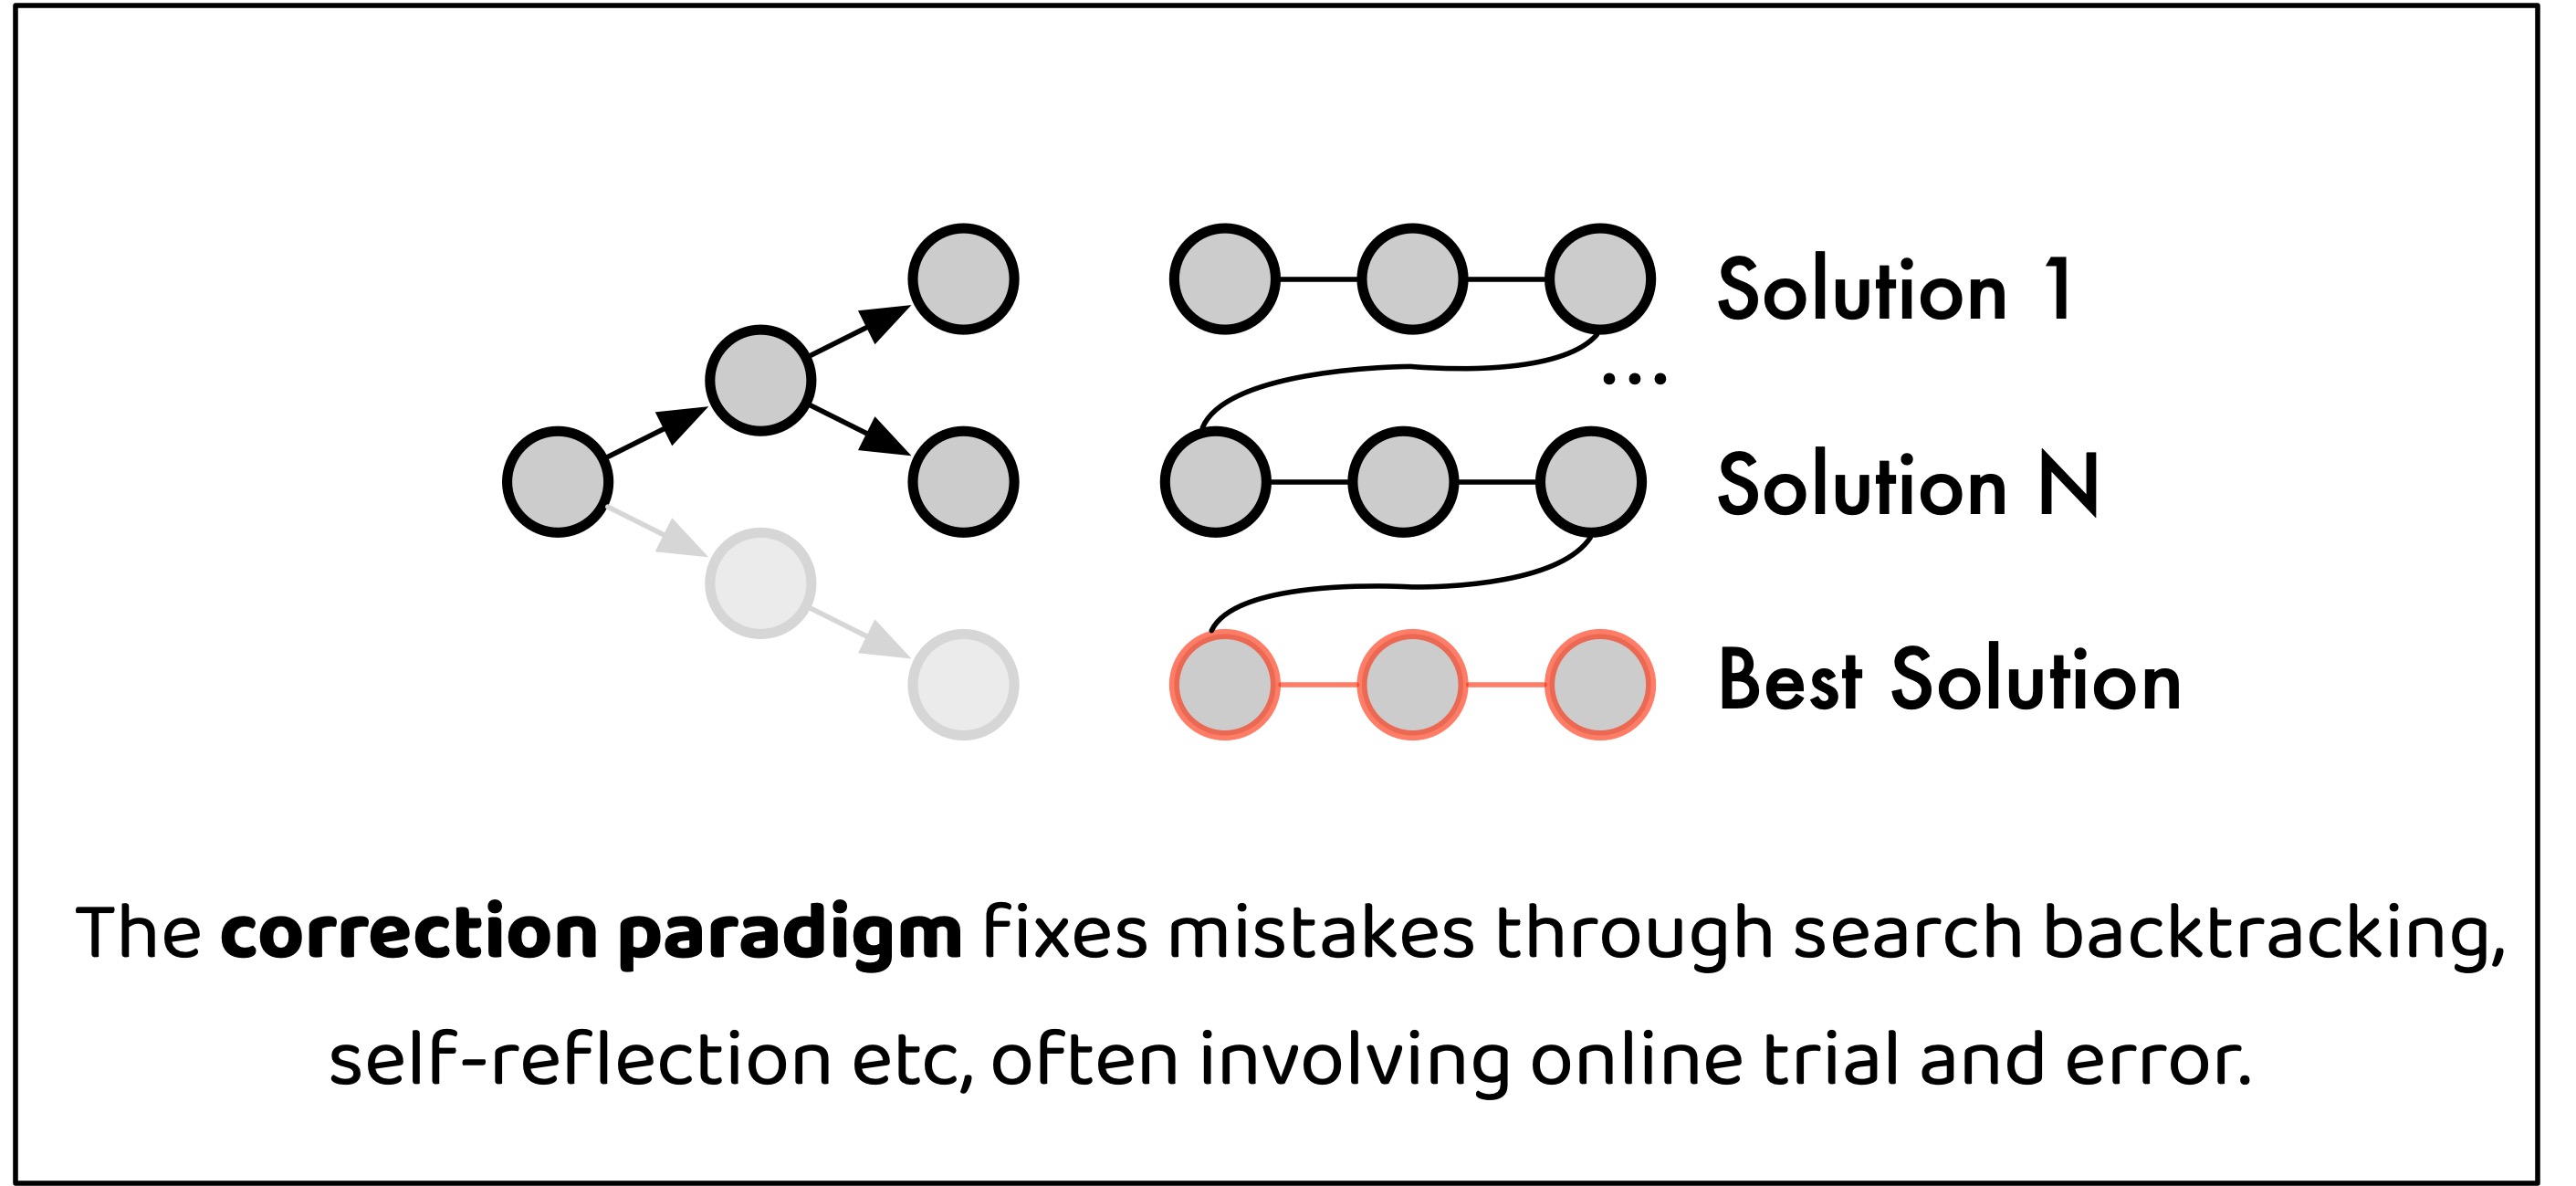 Solution 1
...
Solution N
Best Solution
The correction paradigm fixes mistakes through search backtracking,
self-reflection etc, often involving online trial and error.